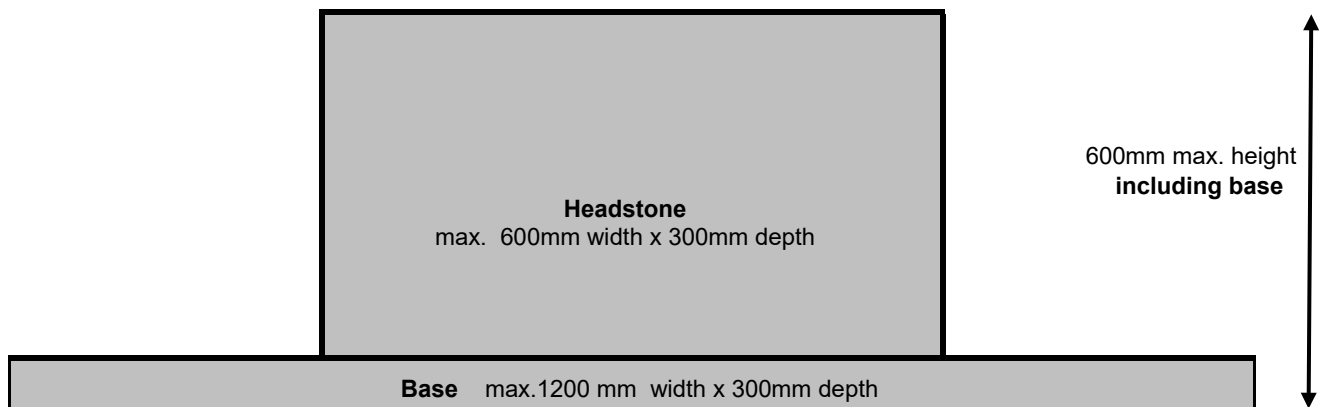 600mm max. height
including base
Headstone
max.  600mm width x 300mm depth
Base    max.1200 mm  width x 300mm depth